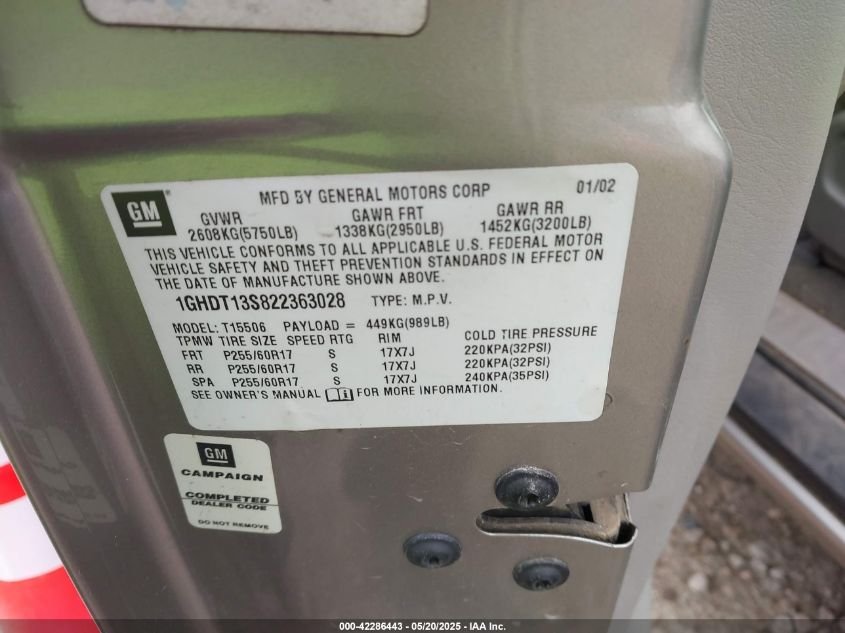 GM
MFD BY GENERAL MOTORS CORP 01/02
GVWR GAWR FRT GAWR RR
2608KG(5750LB) 1338KG(2950LB) 1452KG(3200LB)
THIS VEHICLE CONFORMS TO ALL APPLICABLE U.S. FEDERAL MOTOR
VEHICLE SAFETY AND THEFT PREVENTION STANDARDS IN EFFECT ON
THE DATE OF MANUFACTURE SHOWN ABOVE.
1GHDT13S822363028 TYPE: M.P.V.
MODEL: T15506 PAYLOAD = 449KG(989LB)
TPMW TIRE SIZE SPEED RTG RIM COLD TIRE PRESSURE
FRT P255/60R17 S 17X7J 220KPA(32PSI)
RR P255/60R17 S 17X7J 220KPA(32PSI)
SPA P255/60R17 S 17X7J 240KPA(35PSI)
SEE OWNER'S MANUAL FOR MORE INFORMATION.
GM
CAMPAIGN
COMPLETED
DEALER CODE
DO NOT REMOVE
000-42286443 - 05/20/2025 - IAA Inc.